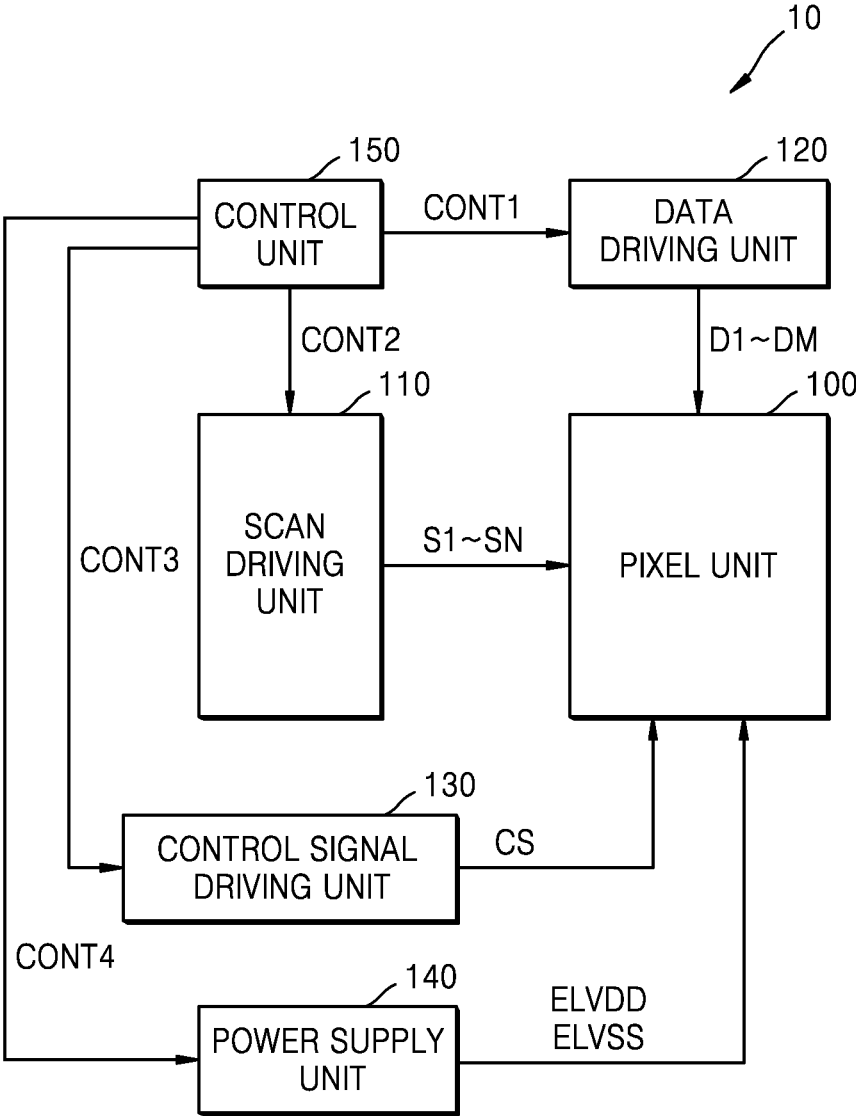 10
150
120
CONTROL
UNIT
CONT1
DATA
DRIVING UNIT
CONT2
D1~DM
110
100
SCAN
DRIVING
UNIT
CONT3
S1~SN
PIXEL UNIT
130
CONTROL SIGNAL
DRIVING UNIT
CS
CONT4
140
POWER SUPPLY
UNIT
ELVDD
ELVSS